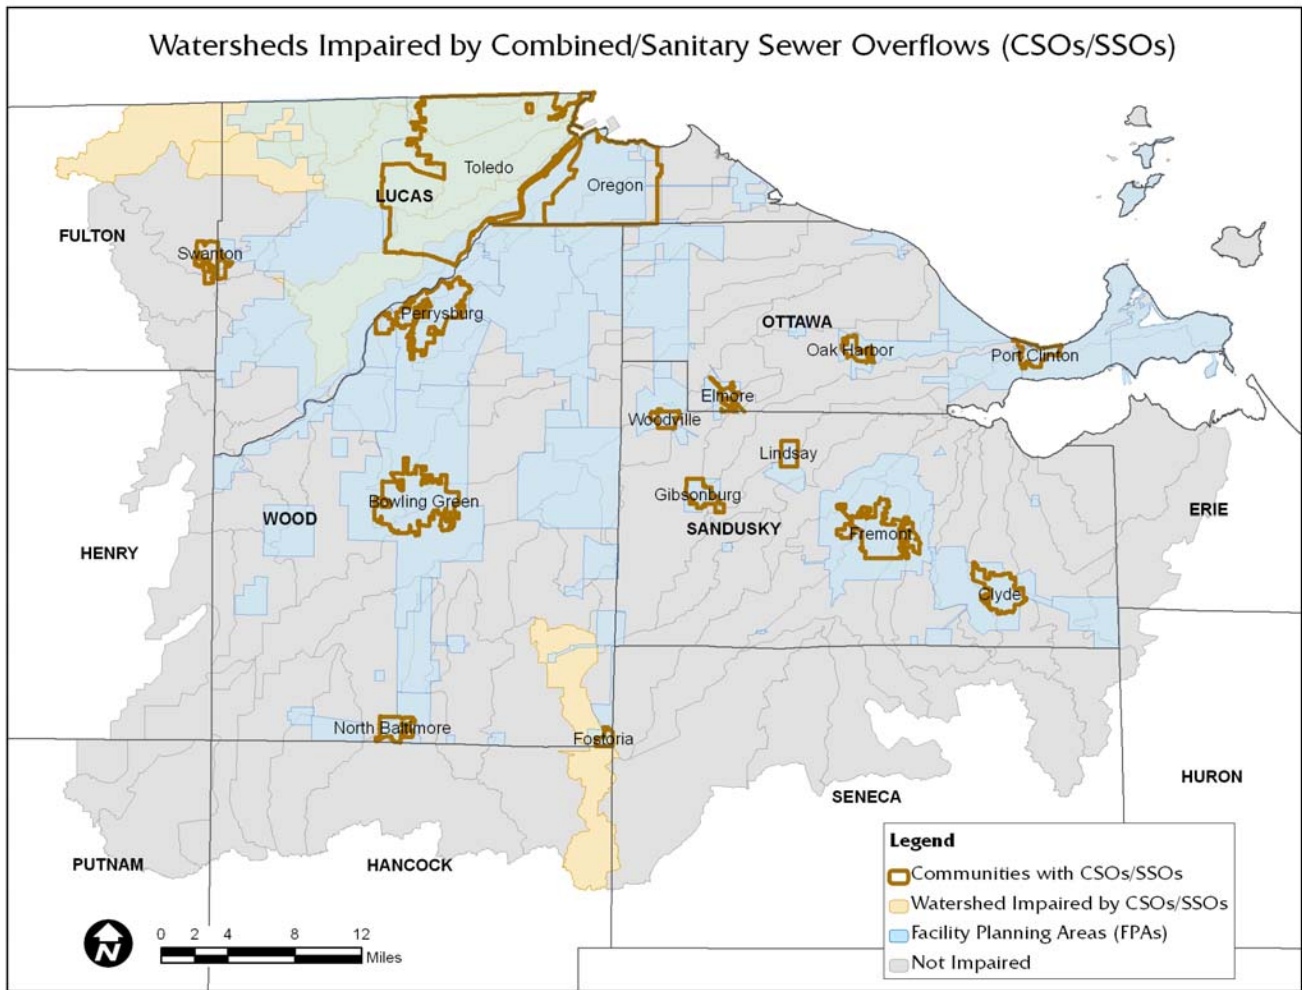 Watersheds Impaired by Combined/Sanitary Sewer Overflows (CSOs/SSOs)
Toledo
Oregon
LUCAS
FULTON
Swanton
Perrysburg
OTTAWA
Oak Harbor
Port Clinton
Elmore
Woodville
Lindsay
Gibsonburg
Bowling Green
WOOD
SANDUSKY
ERIE
Fremont
HENRY
Clyde
North Baltimore
Fostoria
HURON
SENECA
PUTNAM
HANCOCK
Legend
Communities with CSOs/SSOs
Watershed Impaired by CSOs/SSOs
Facility Planning Areas (FPAs)
Not Impaired
N
0 2 4 8 12
Miles